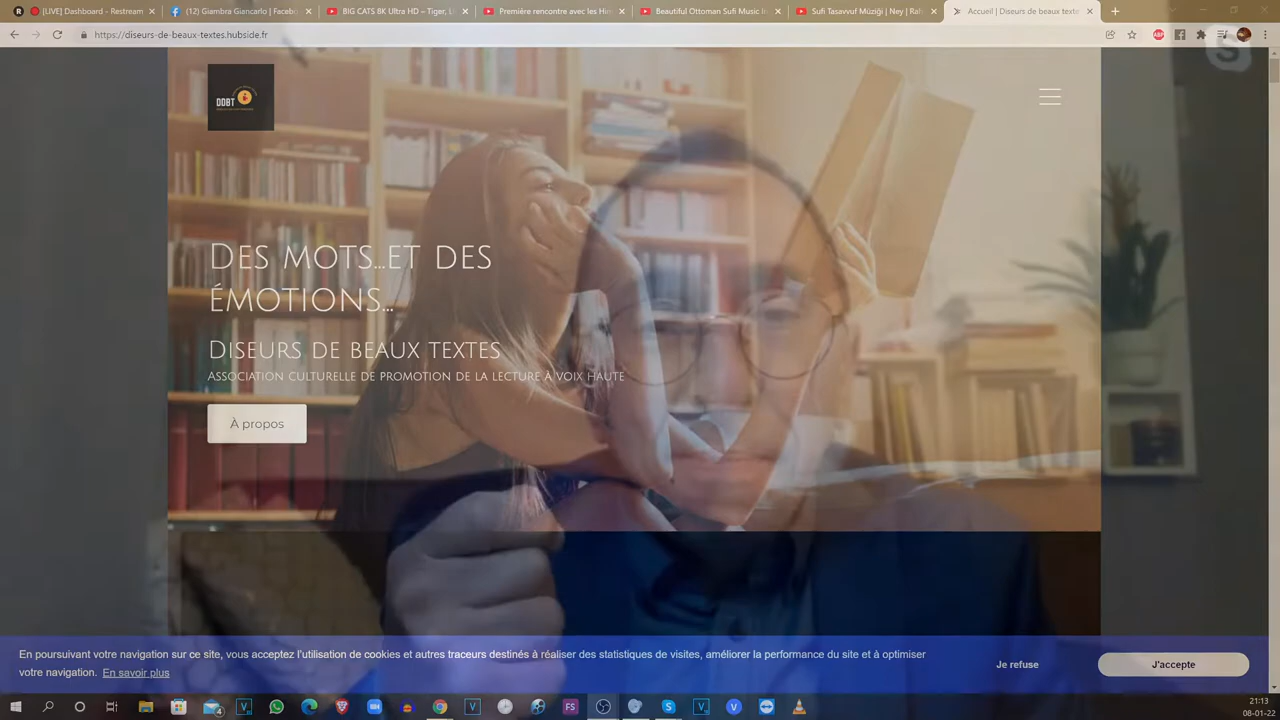 [LIVE] Dashboard - Restream
(12) Giambra Giancarlo | Faceb
BIG CATS 8K Ultra HD – Tiger, L
Première rencontre avec les Hi
Beautiful Ottoman Sufi Music
Sufi Tasavvuf Müziği | Ney |
Accueil | Diseurs de beaux texte
https://diseurs-de-beaux-textes.hubside.fr
ABP
DDBT
DES MOTS...ET DES
ÉMOTIONS...
DISEURS DE BEAUX TEXTES
ASSOCIATION CULTURELLE DE PROMOTION DE LA LECTURE À VOIX HAUTE
À propos
En poursuivant votre navigation sur ce site, vous acceptez l'utilisation de cookies et autres traceurs destinés à réaliser des statistiques de visites, améliorer la performance du site et à optimiser
votre navigation. En savoir plus
Je refuse
J'accepte
21:13
08-01-22